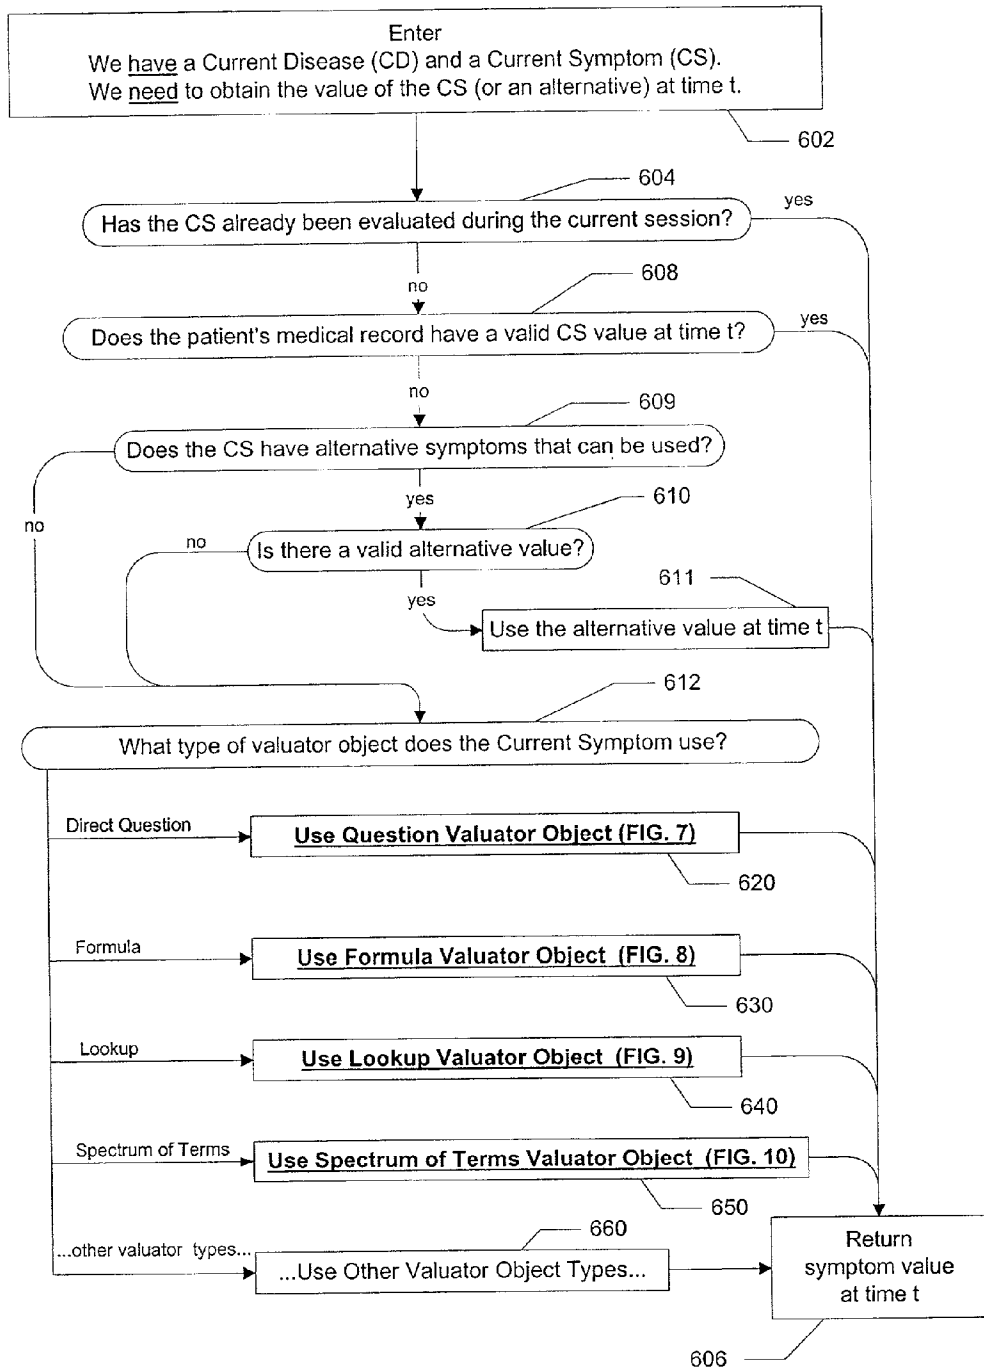 Enter
We have a Current Disease (CD) and a Current Symptom (CS).
We need to obtain the value of the CS (or an alternative) at time t.
602
604
Has the CS already been evaluated during the current session?
yes
no
608
Does the patient's medical record have a valid CS value at time t?
yes
no
609
Does the CS have alternative symptoms that can be used?
no
yes
610
Is there a valid alternative value?
no
yes
611
Use the alternative value at time t
612
What type of valuator object does the Current Symptom use?
Direct Question
Use Question Valuator Object (FIG. 7)
620
Formula
Use Formula Valuator Object (FIG. 8)
630
Lookup
Use Lookup Valuator Object (FIG. 9)
640
Spectrum of Terms
Use Spectrum of Terms Valuator Object (FIG. 10)
650
660
...other valuator types...
...Use Other Valuator Object Types...
Return
symptom value
at time t
606